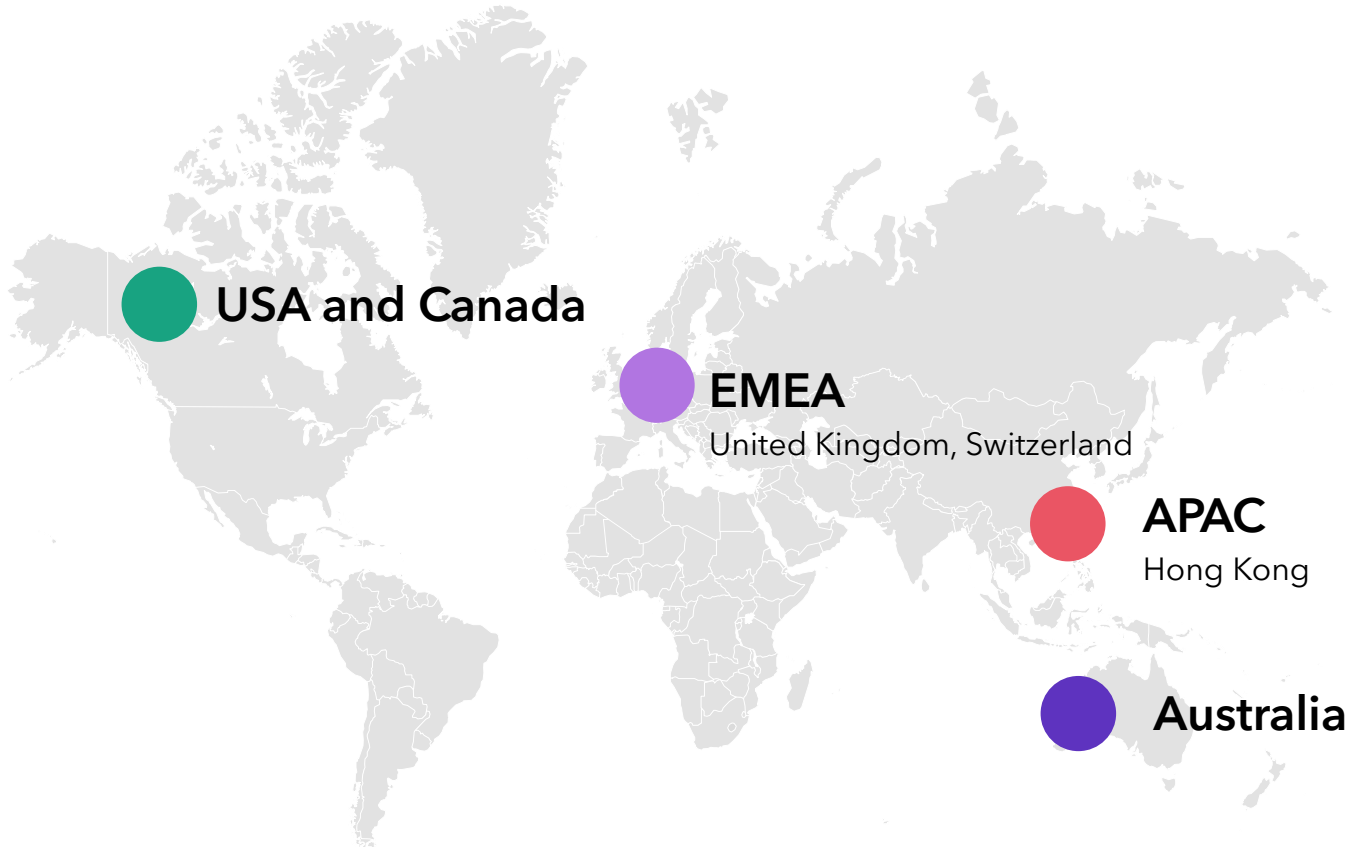 USA and Canada
EMEA
United Kingdom, Switzerland
APAC
Hong Kong
Australia